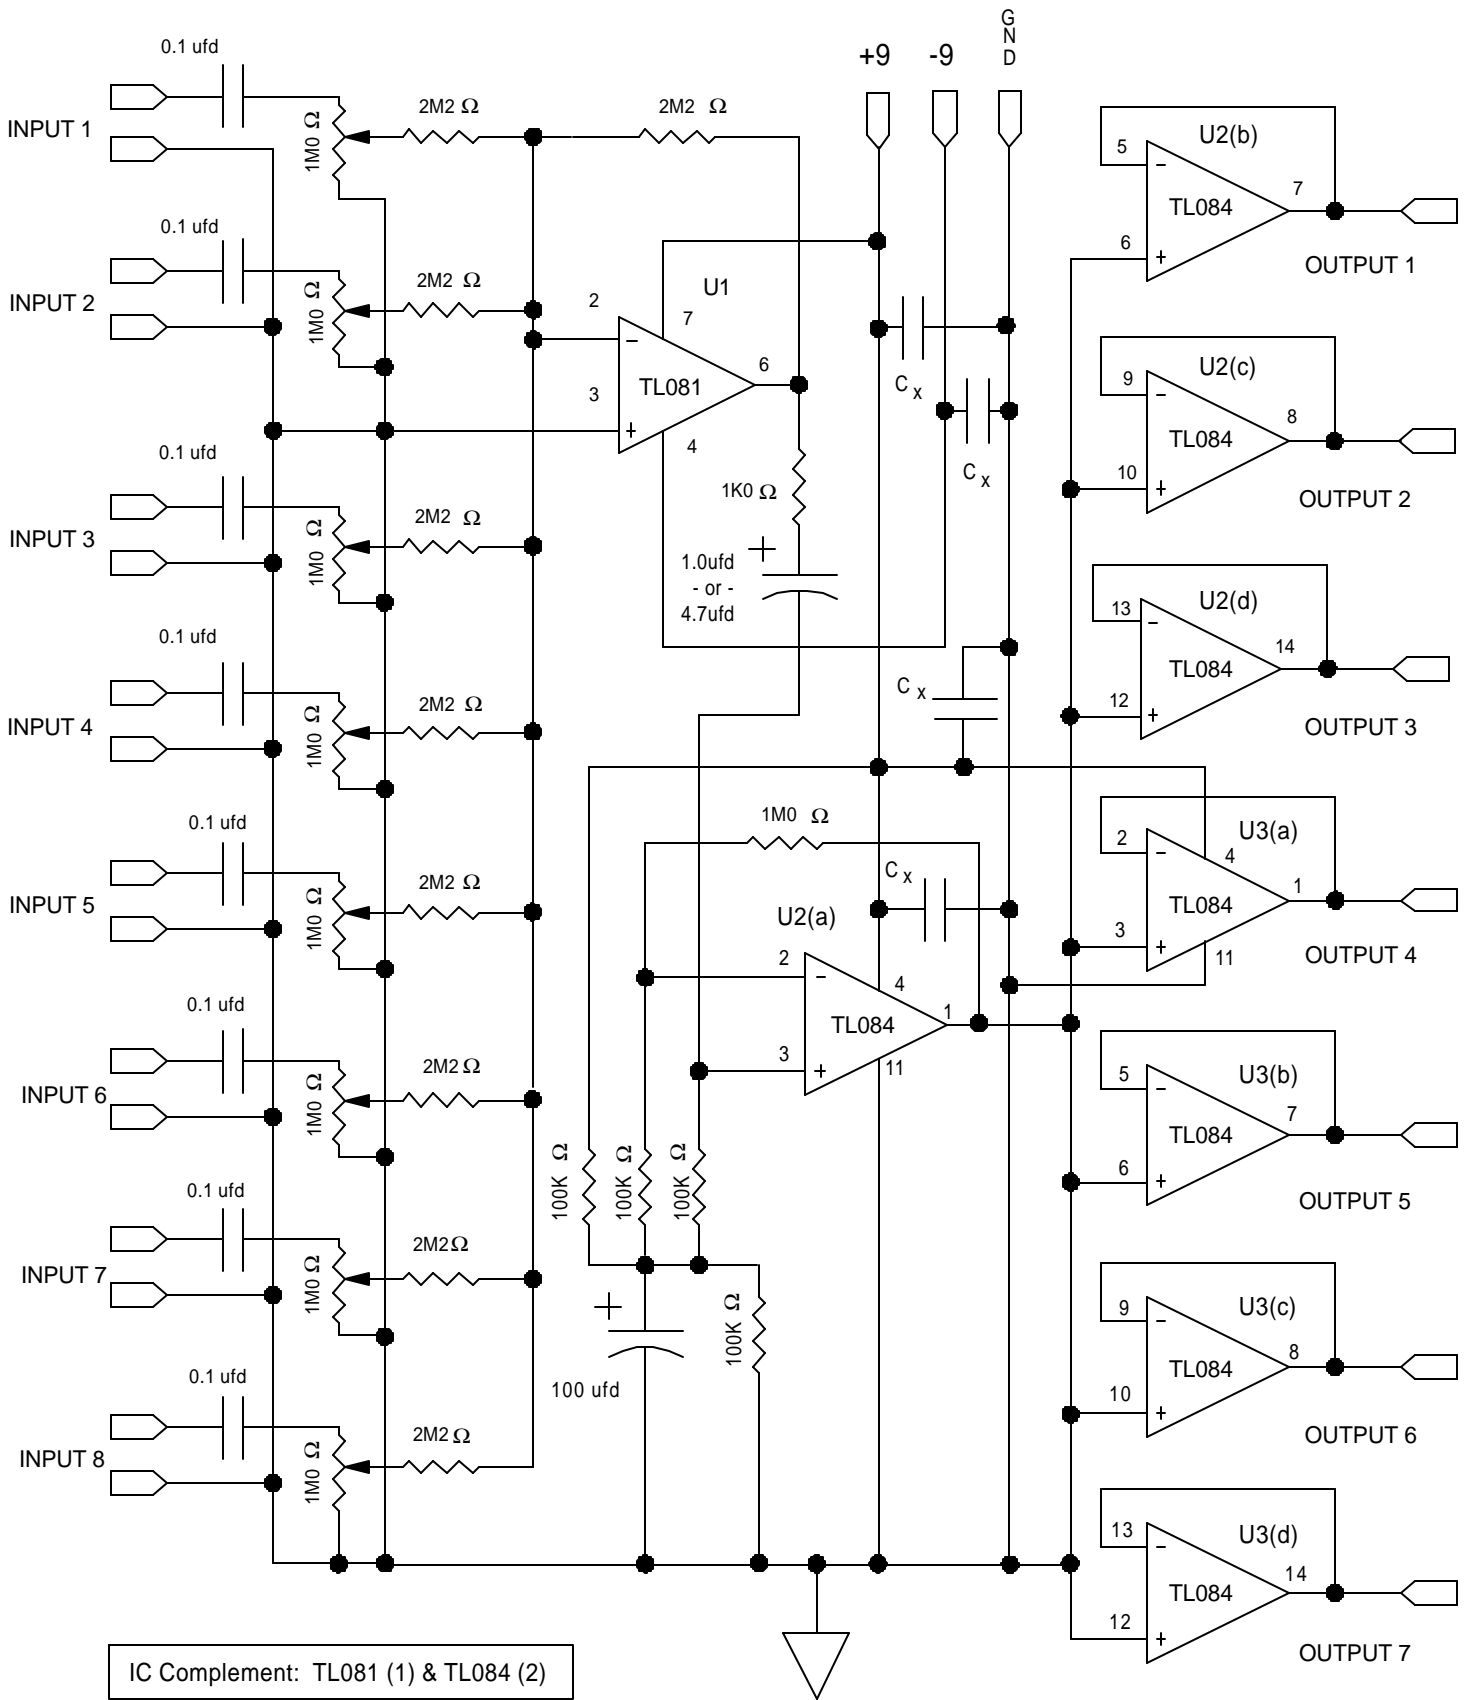 0.1 ufd
INPUT 1
1M0 Ω
2M2 Ω
2M2 Ω
+9
-9
GND
0.1 ufd
INPUT 2
1M0 Ω
2M2 Ω
2
3
7
U1
TL081
6
4
1K0 Ω
+
1.0ufd
- or -
4.7ufd
C x
C x
C x
C x
0.1 ufd
INPUT 3
1M0 Ω
2M2 Ω
0.1 ufd
INPUT 4
1M0 Ω
2M2 Ω
0.1 ufd
INPUT 5
1M0 Ω
2M2 Ω
0.1 ufd
INPUT 6
1M0 Ω
2M2 Ω
0.1 ufd
INPUT 7
1M0 Ω
2M2 Ω
0.1 ufd
INPUT 8
1M0 Ω
2M2 Ω
1M0 Ω
U2(a)
2
3
4
TL084
1
11
100K Ω
100K Ω
100K Ω
100K Ω
+
100 ufd
5
6
U2(b)
TL084
7
OUTPUT 1
9
10
U2(c)
TL084
8
OUTPUT 2
13
12
U2(d)
TL084
14
OUTPUT 3
2
3
U3(a)
4
TL084
1
11
OUTPUT 4
5
6
U3(b)
TL084
7
OUTPUT 5
9
10
U3(c)
TL084
8
OUTPUT 6
13
12
U3(d)
TL084
14
OUTPUT 7
IC Complement: TL081 (1) & TL084 (2)